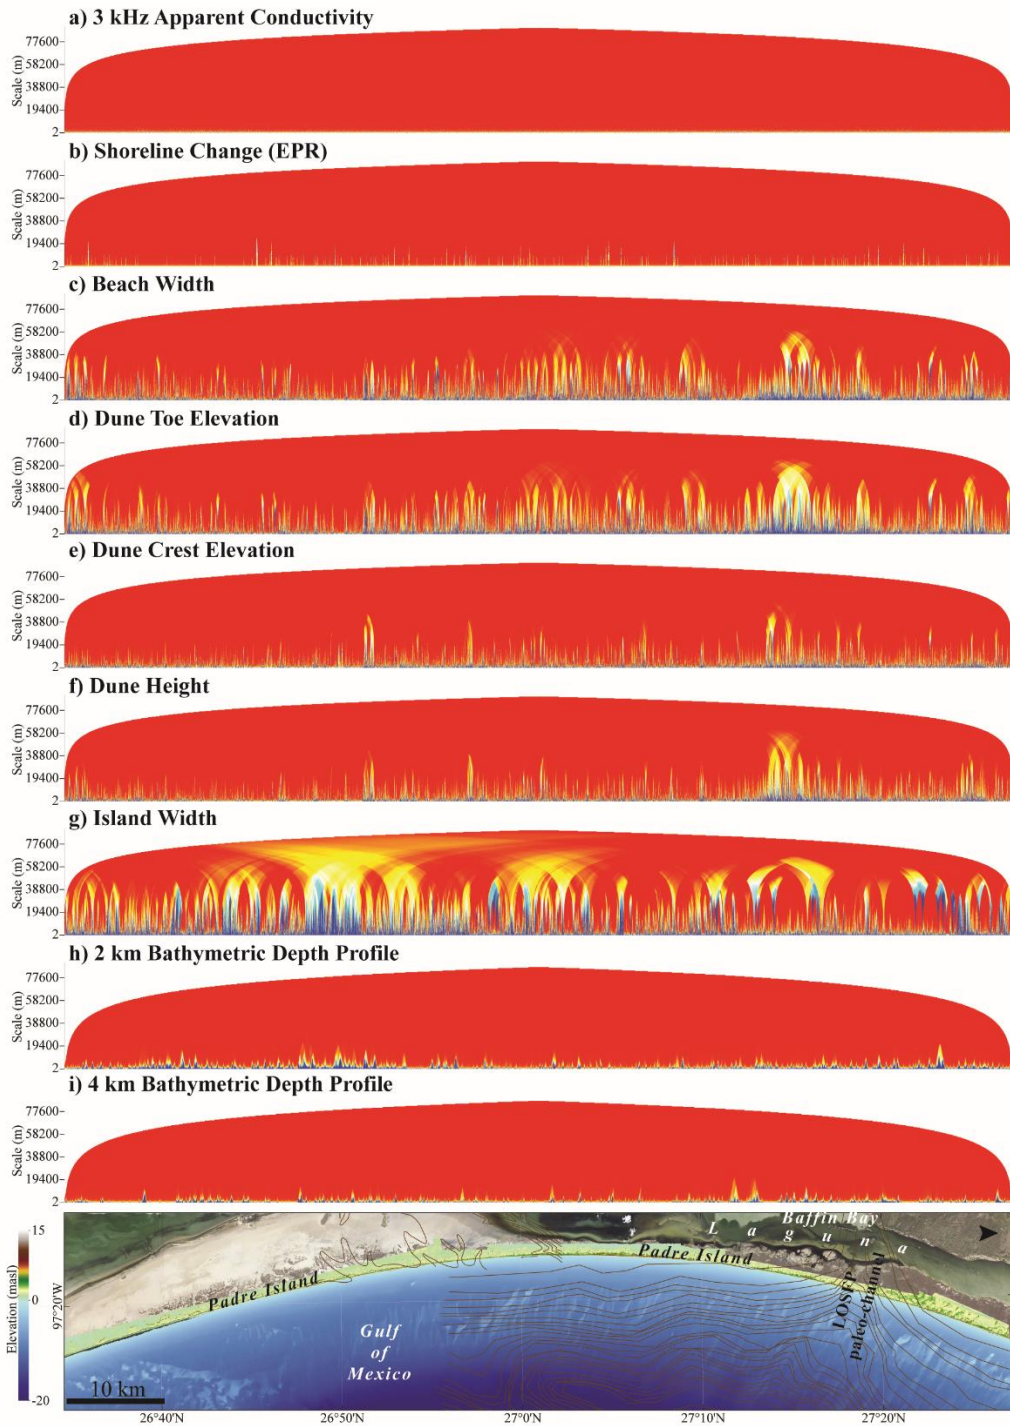 a) 3 kHz Apparent Conductivity
Scale (m)
77600
58200
38800
19400
2
b) Shoreline Change (EPR)
Scale (m)
77600
58200
38800
19400
2
c) Beach Width
Scale (m)
77600
58200
38800
19400
2
d) Dune Toe Elevation
Scale (m)
77600
58200
38800
19400
2
e) Dune Crest Elevation
Scale (m)
77600
58200
38800
19400
2
f) Dune Height
Scale (m)
77600
58200
38800
19400
2
g) Island Width
Scale (m)
77600
58200
38800
19400
2
h) 2 km Bathymetric Depth Profile
Scale (m)
77600
58200
38800
19400
2
i) 4 km Bathymetric Depth Profile
Scale (m)
77600
58200
38800
19400
2
Elevation (masl)
15
0
-20
97°20'W
Baffin Bay
Laguna
Padre Island
Padre Island
LOSFP
paleo-channel
Gulf
of
Mexico
10 km
26°40'N
26°50'N
27°0'N
27°10'N
27°20'N